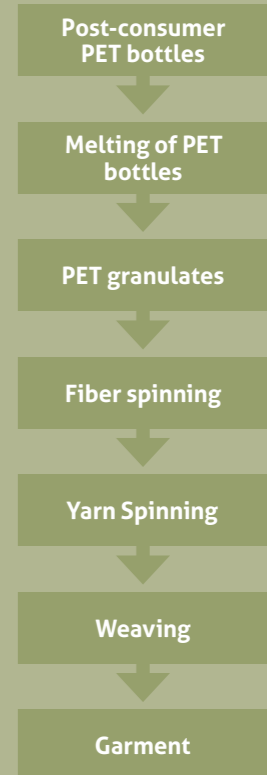 Post-consumer
PET bottles
Melting of PET
bottles
PET granulates
Fiber spinning
Yarn Spinning
Weaving
Garment